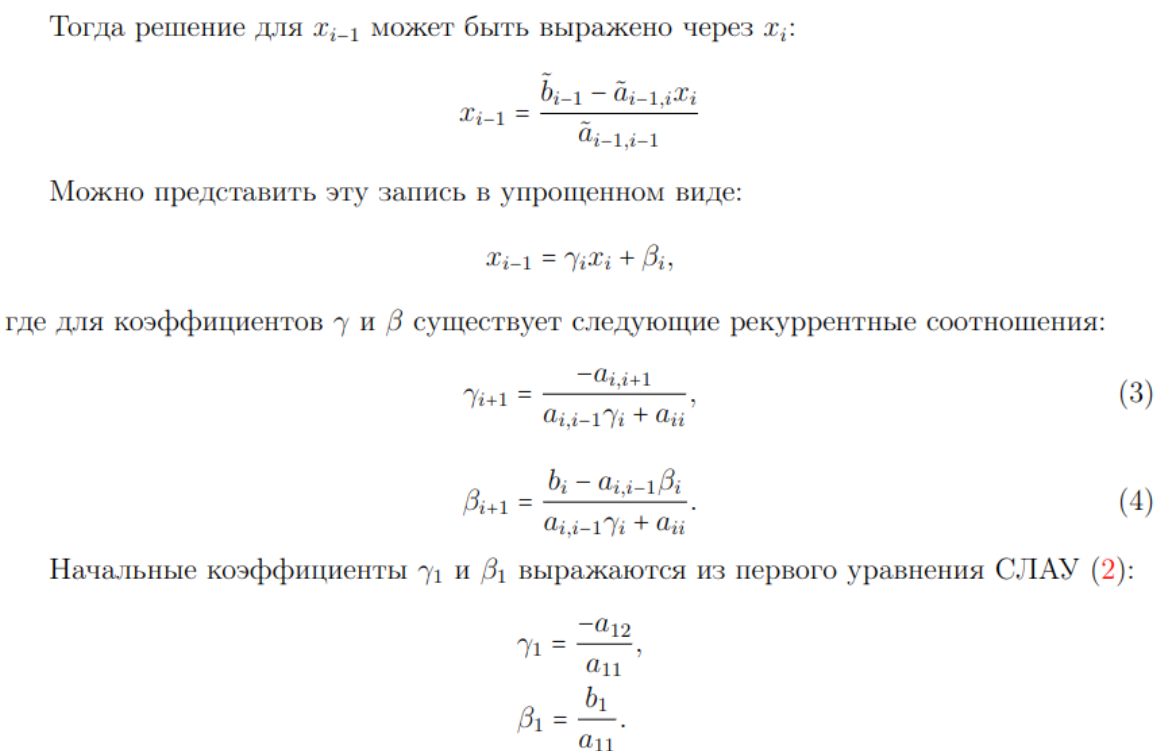 Тогда решение для $x_{i-1}$ может быть выражено через $x_i$:
$$x_{i-1} = \frac{\tilde{b}_{i-1} - \tilde{a}_{i-1,i}x_i}{\tilde{a}_{i-1,i-1}}$$
Можно представить эту запись в упрощенном виде:
$$x_{i-1} = \gamma_i x_i + \beta_i,$$
где для коэффициентов $\gamma$ и $\beta$ существует следующие рекуррентные соотношения:
$$\gamma_{i+1} = \frac{-a_{i,i+1}}{a_{i,i-1}\gamma_i + a_{ii}}, \quad (3)$$
$$\beta_{i+1} = \frac{b_i - a_{i,i-1}\beta_i}{a_{i,i-1}\gamma_i + a_{ii}}. \quad (4)$$
Начальные коэффициенты $\gamma_1$ и $\beta_1$ выражаются из первого уравнения СЛАУ (2):
$$\gamma_1 = \frac{-a_{12}}{a_{11}},$$
$$\beta_1 = \frac{b_1}{a_{11}}.$$